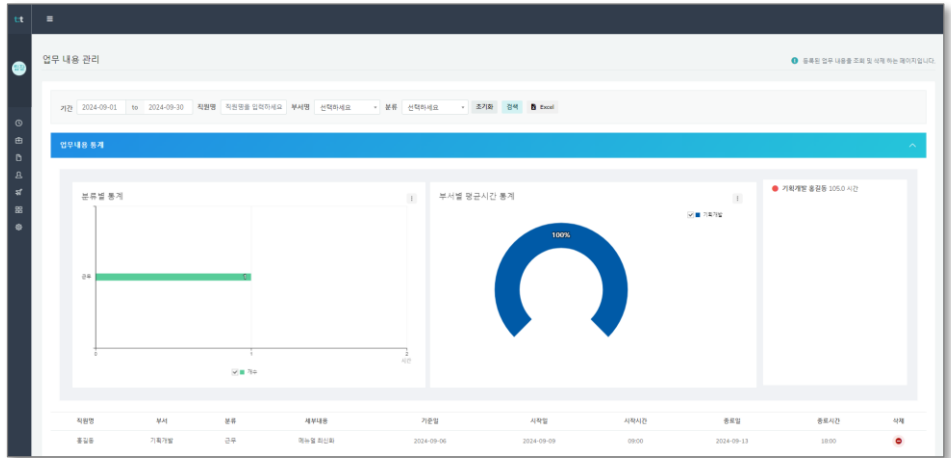 tt
업무 내용 관리
등록된 업무 내용을 조회 및 삭제 하는 페이지입니다.
기간 2024-09-01 to 2024-09-30 직원명 직원명을 입력하세요 부서명 선택하세요 분류 선택하세요 초기화 검색 Excel
업무내용 통계
분류별 통계
근무
0 1 2
시간
부서별 평균시간 통계
기획개발
100%
기획개발 홍길동 105.0 시간
직원명 부서 분류 세부내용 기준일 시작일 시작시간 종료일 종료시간 삭제
홍길동 기획개발 근무 메뉴얼 최신화 2024-09-06 2024-09-09 09:00 2024-09-13 18:00